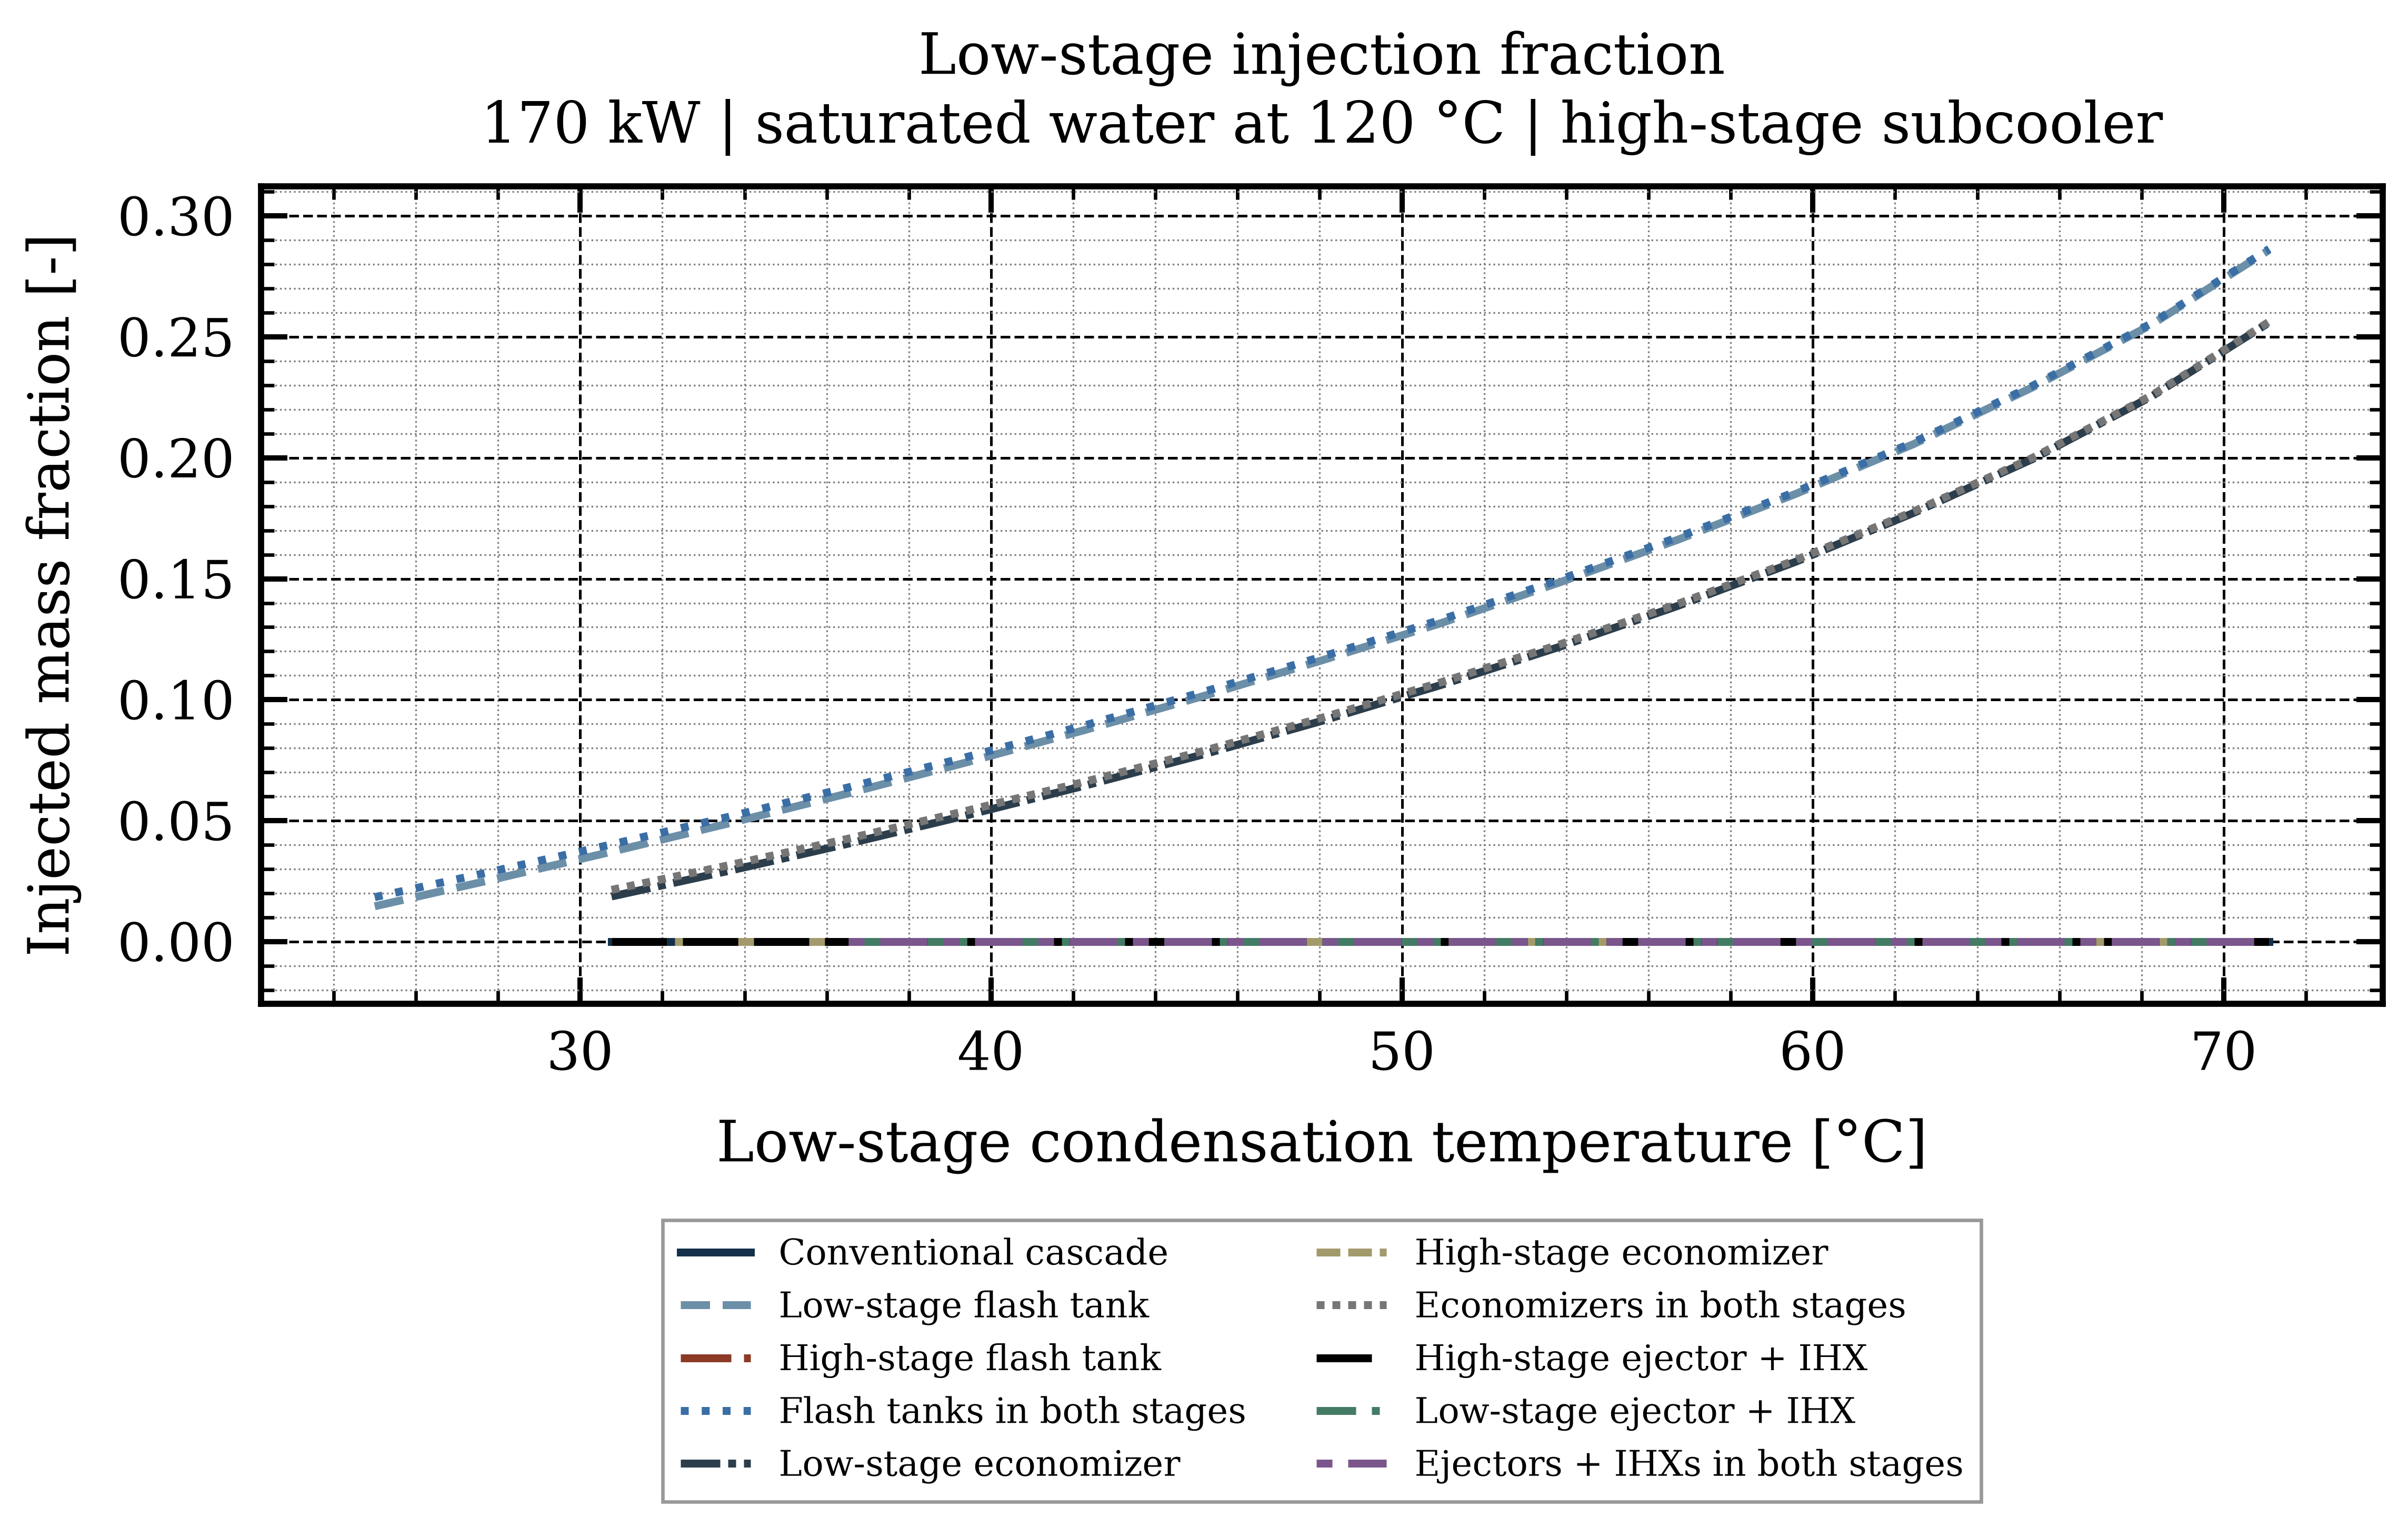 Low-stage injection fraction
170 kW | saturated water at 120 °C | high-stage subcooler
Injected mass fraction [-]
0.30
0.25
0.20
0.15
0.10
0.05
0.00
30 40 50 60 70
Low-stage condensation temperature [°C]
Conventional cascade
Low-stage flash tank
High-stage flash tank
Flash tanks in both stages
Low-stage economizer
High-stage economizer
Economizers in both stages
High-stage ejector + IHX
Low-stage ejector + IHX
Ejectors + IHXs in both stages